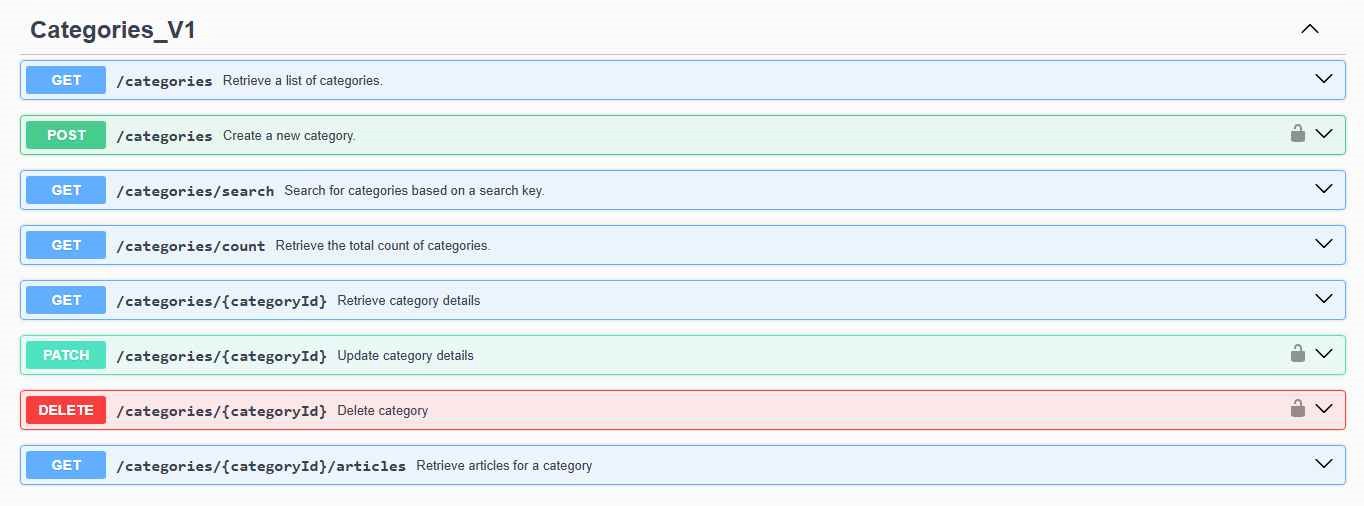 Categories_V1
GET /categories Retrieve a list of categories.
POST /categories Create a new category.
GET /categories/search Search for categories based on a search key.
GET /categories/count Retrieve the total count of categories.
GET /categories/{categoryId} Retrieve category details
PATCH /categories/{categoryId} Update category details
DELETE /categories/{categoryId} Delete category
GET /categories/{categoryId}/articles Retrieve articles for a category